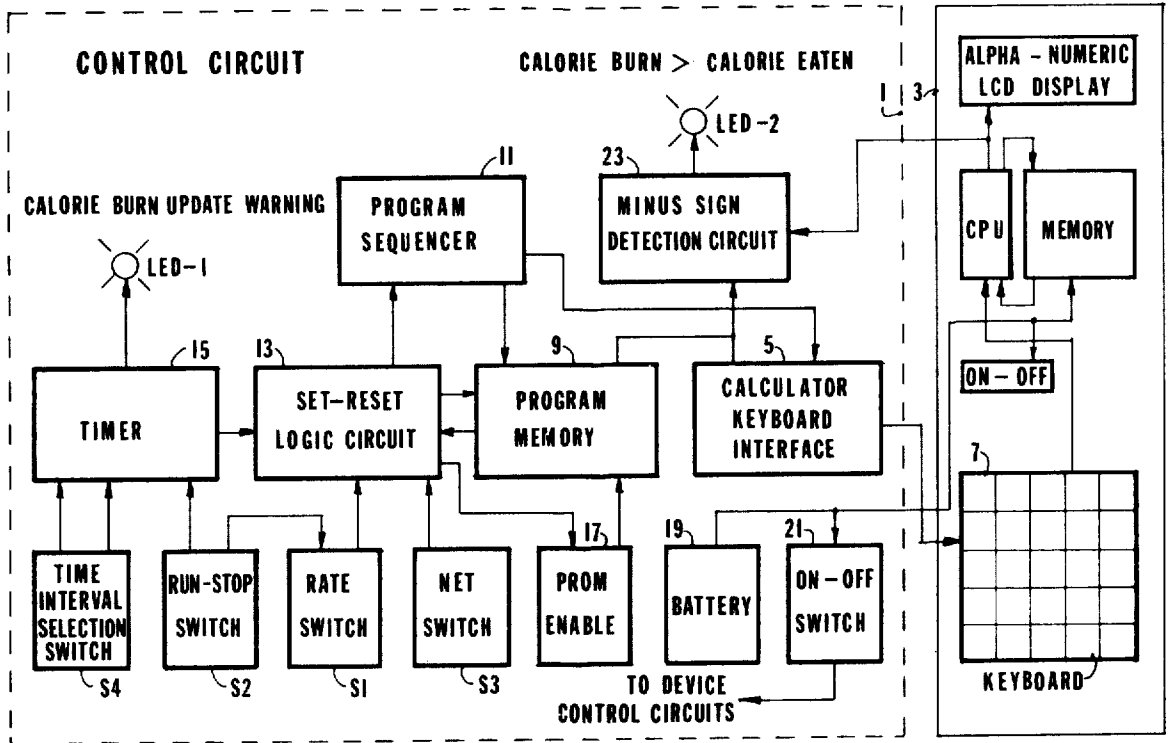 CONTROL CIRCUIT
CALORIE BURN > CALORIE EATEN
1
3
ALPHA - NUMERIC
LCD DISPLAY
LED-2
11
23
CALORIE BURN UPDATE WARNING
PROGRAM
SEQUENCER
MINUS SIGN
DETECTION CIRCUIT
CPU
MEMORY
LED-1
15
13
9
5
ON-OFF
TIMER
SET-RESET
LOGIC CIRCUIT
PROGRAM
MEMORY
CALCULATOR
KEYBOARD
INTERFACE
7
17
19
21
TIME
INTERVAL
SELECTION
SWITCH
RUN-STOP
SWITCH
RATE
SWITCH
NET
SWITCH
PROM
ENABLE
BATTERY
ON-OFF
SWITCH
KEYBOARD
S4
S2
S1
S3
TO DEVICE
CONTROL CIRCUITS